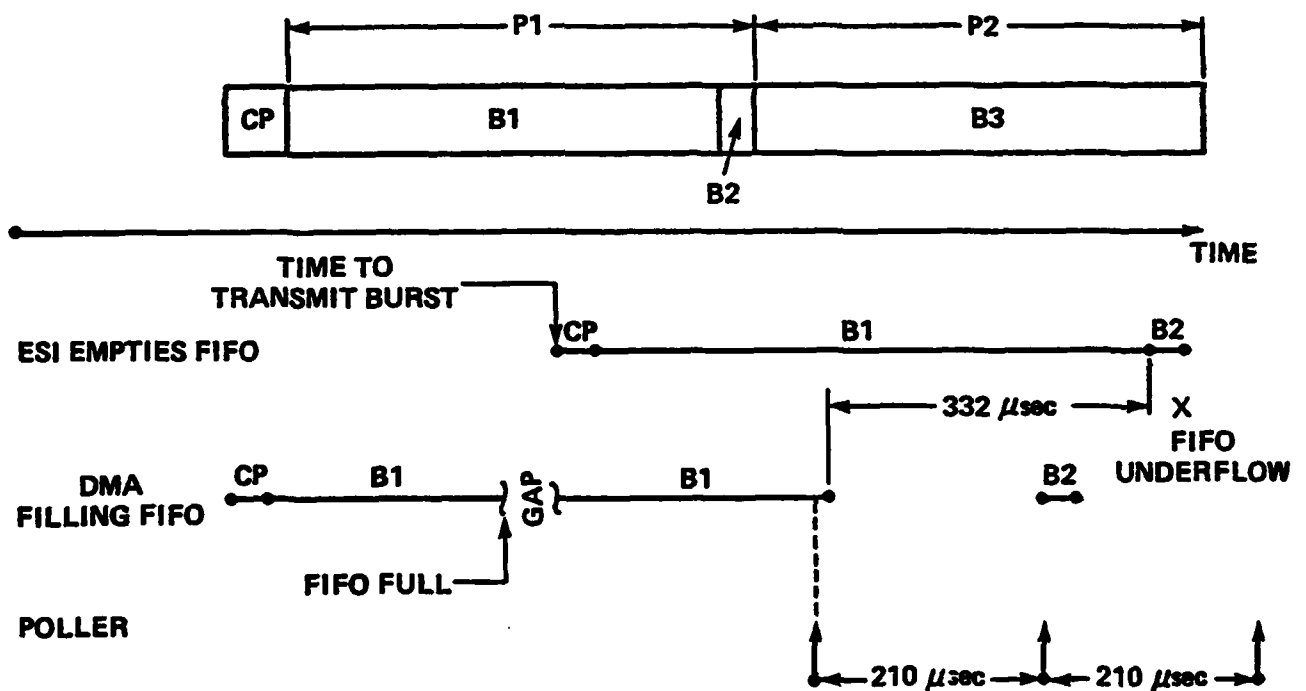 P1
P2
CP
B1
B3
B2
TIME
TIME TO
TRANSMIT BURST
CP
B1
B2
ESI EMPTIES FIFO
332 μsec
X
FIFO
UNDERFLOW
DMA
FILLING FIFO
CP
B1
GAP
B1
B2
FIFO FULL
POLLER
210 μsec
210 μsec